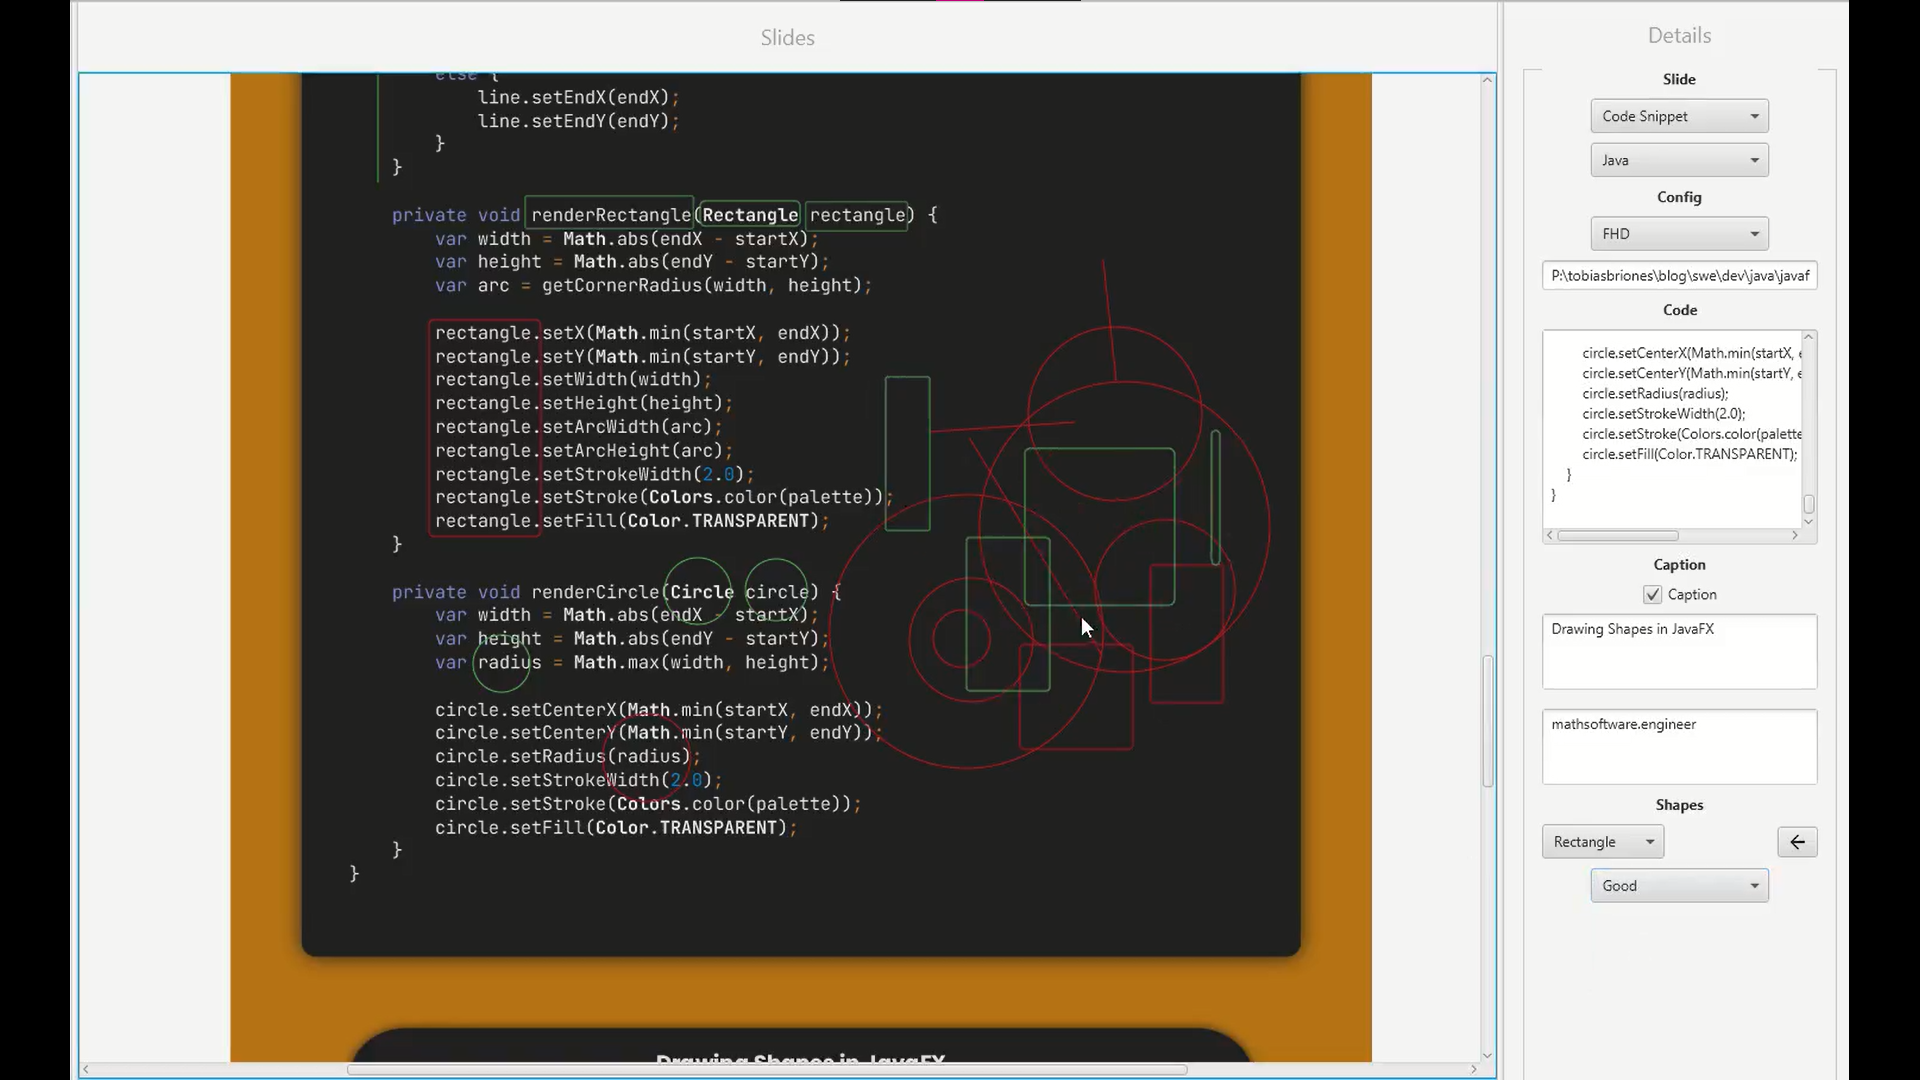 Slides
else {
line.setEndX(endX);
line.setEndY(endY);
}
}
private void renderRectangle(Rectangle rectangle) {
var width = Math.abs(endX - startX);
var height = Math.abs(endY - startY);
var arc = getCornerRadius(width, height);
rectangle.setX(Math.min(startX, endX));
rectangle.setY(Math.min(startY, endY));
rectangle.setWidth(width);
rectangle.setHeight(height);
rectangle.setArcWidth(arc);
rectangle.setArcHeight(arc);
rectangle.setStrokeWidth(2.0);
rectangle.setStroke(Colors.color(palette));
rectangle.setFill(Color.TRANSPARENT);
}
private void renderCircle(Circle circle) {
var width = Math.abs(endX - startX);
var height = Math.abs(endY - startY);
var radius = Math.max(width, height);
circle.setCenterX(Math.min(startX, endX));
circle.setCenterY(Math.min(startY, endY));
circle.setRadius(radius);
circle.setStrokeWidth(2.0);
circle.setStroke(Colors.color(palette));
circle.setFill(Color.TRANSPARENT);
}
}
Drawing Shapes in JavaFX
Details
Slide
Code Snippet
Java
Config
FHD
P:\tobiasbriones\blog\swe\dev\java\javaf
Code
circle.setCenterX(Math.min(startX, e
circle.setCenterY(Math.min(startY, e
circle.setRadius(radius);
circle.setStrokeWidth(2.0);
circle.setStroke(Colors.color(palette
circle.setFill(Color.TRANSPARENT);
}
}
Caption
Caption
Drawing Shapes in JavaFX
mathsoftware.engineer
Shapes
Rectangle
Good